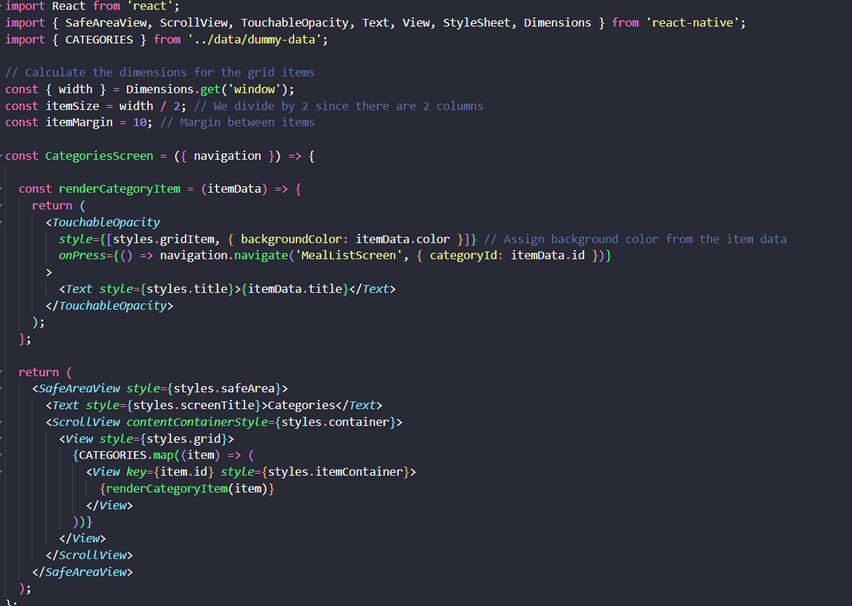 import React from 'react';
import { SafeAreaView, ScrollView, TouchableOpacity, Text, View, StyleSheet, Dimensions } from 'react-native';
import { CATEGORIES } from '../data/dummy-data';

// Calculate the dimensions for the grid items
const { width } = Dimensions.get('window');
const itemSize = width / 2; // We divide by 2 since there are 2 columns
const itemMargin = 10; // Margin between items

const CategoriesScreen = ({ navigation }) => {

  const renderCategoryItem = (itemData) => {
    return (
      <TouchableOpacity
        style={[styles.gridItem, { backgroundColor: itemData.color }]} // Assign background color from the item data
        onPress={() => navigation.navigate('MealListScreen', { categoryId: itemData.id })}
      >
        <Text style={styles.title}>{itemData.title}</Text>
      </TouchableOpacity>
    );
  };

  return (
    <SafeAreaView style={styles.safeArea}>
      <Text style={styles.screenTitle}>Categories</Text>
      <ScrollView contentContainerStyle={styles.container}>
        <View style={styles.grid}>
          {CATEGORIES.map((item) => (
            <View key={item.id} style={styles.itemContainer}>
              {renderCategoryItem(item)}
            </View>
          ))}
        </View>
      </ScrollView>
    </SafeAreaView>
  );
};